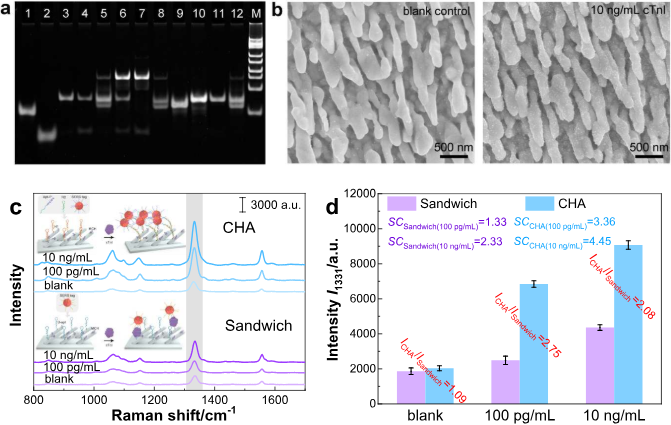 a
1 2 3 4 5 6 7 8 9 10 11 12 M
b
blank control
500 nm
10 ng/mL cTnI
500 nm
c
3000 a.u.
CHA
10 ng/mL
100 pg/mL
blank
Sandwich
10 ng/mL
100 pg/mL
blank
Intensity
800 1000 1200 1400 1600
Raman shift/cm-1
d
Sandwich CHA
SCSandwich(100 pg/mL)=1.33 SCCHA(100 pg/mL)=3.36
SCSandwich(10 ng/mL)=2.33 SCCHA(10 ng/mL)=4.45
ICHA/ISandwich=1.09
ICHA/ISandwich=2.75
ICHA/ISandwich=2.08
Intensity I1331/a.u.
12000
10000
8000
6000
4000
2000
0
blank 100 pg/mL 10 ng/mL